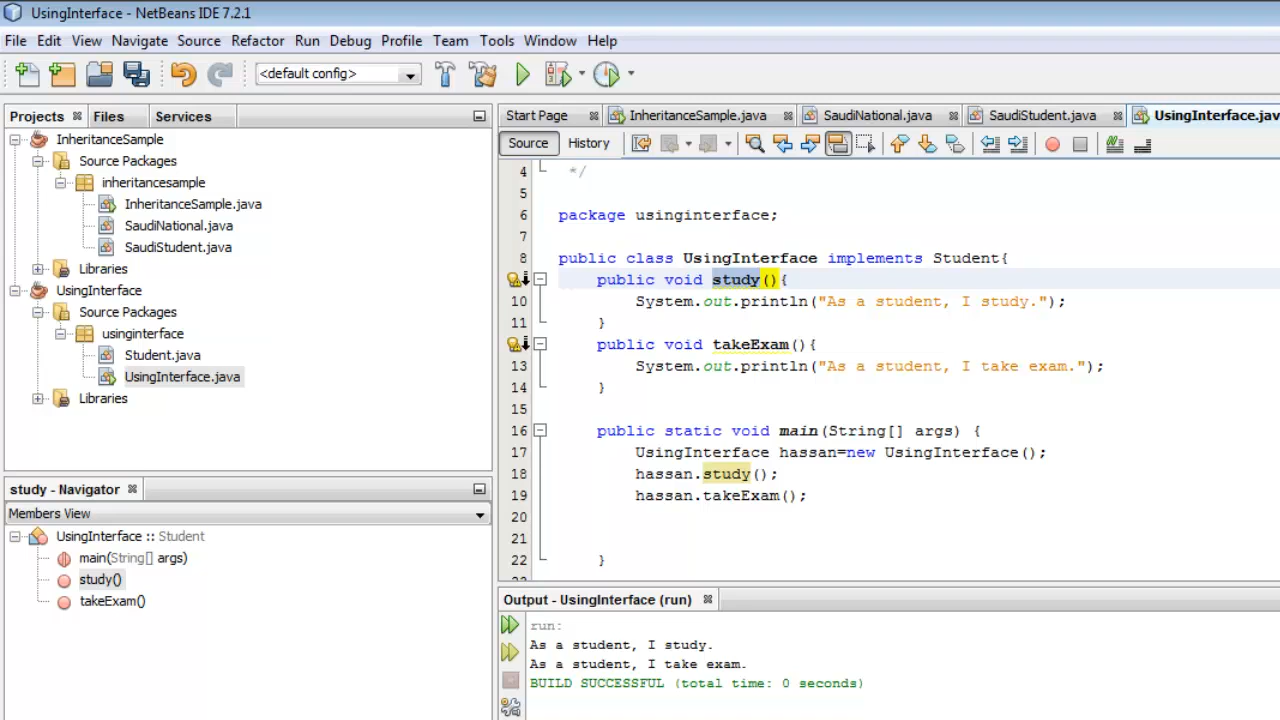 UsingInterface - NetBeans IDE 7.2.1
File Edit View Navigate Source Refactor Run Debug Profile Team Tools Window Help
<default config>
Projects Files Services
InheritanceSample
Source Packages
inheritancesample
InheritanceSample.java
SaudiNational.java
SaudiStudent.java
Libraries
UsingInterface
Source Packages
usinginterface
Student.java
UsingInterface.java
Libraries
study - Navigator
Members View
UsingInterface :: Student
main(String[] args)
study()
takeExam()
Start Page InheritanceSample.java SaudiNational.java SaudiStudent.java UsingInterface.jav
Source History
4 */
5
6 package usinginterface;
7
8 public class UsingInterface implements Student{
public void study(){
10 System.out.println("As a student, I study.");
11 }
public void takeExam(){
13 System.out.println("As a student, I take exam.");
14 }
15
16 public static void main(String[] args) {
17 UsingInterface hassan=new UsingInterface();
18 hassan.study();
19 hassan.takeExam();
20
21
22 }
Output - UsingInterface (run)
run:
As a student, I study.
As a student, I take exam.
BUILD SUCCESSFUL (total time: 0 seconds)